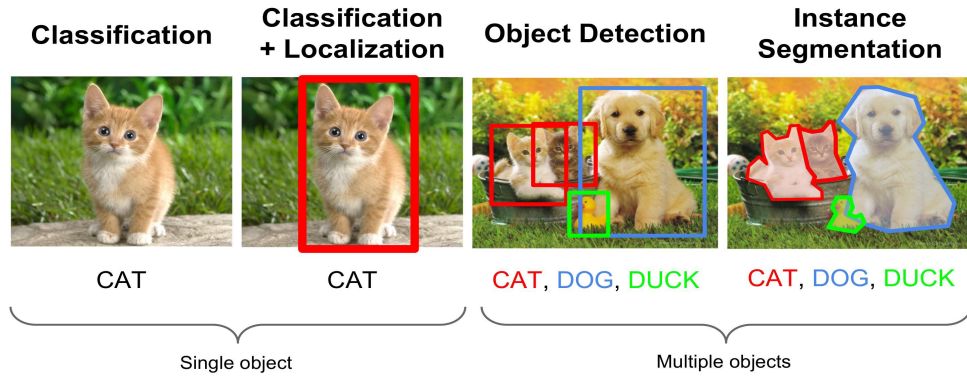 Classification
Classification
+ Localization
Object Detection
Instance
Segmentation
CAT
CAT
CAT, DOG, DUCK
CAT, DOG, DUCK
Single object
Multiple objects